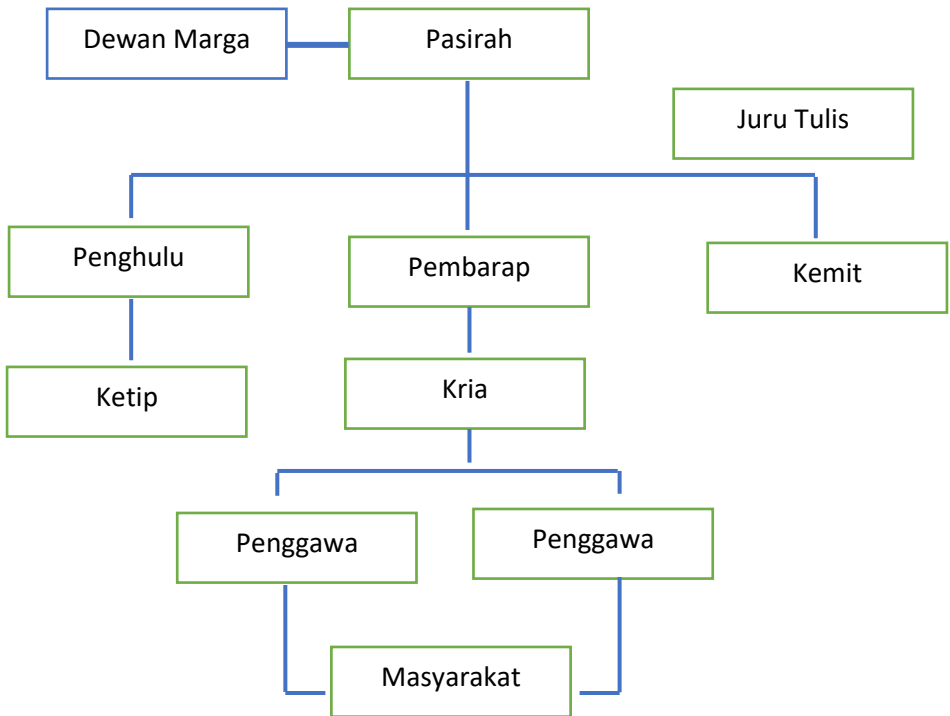 Dewan Marga
Pasirah
Juru Tulis
Penghulu
Pembarap
Kemit
Ketip
Kria
Penggawa
Penggawa
Masyarakat